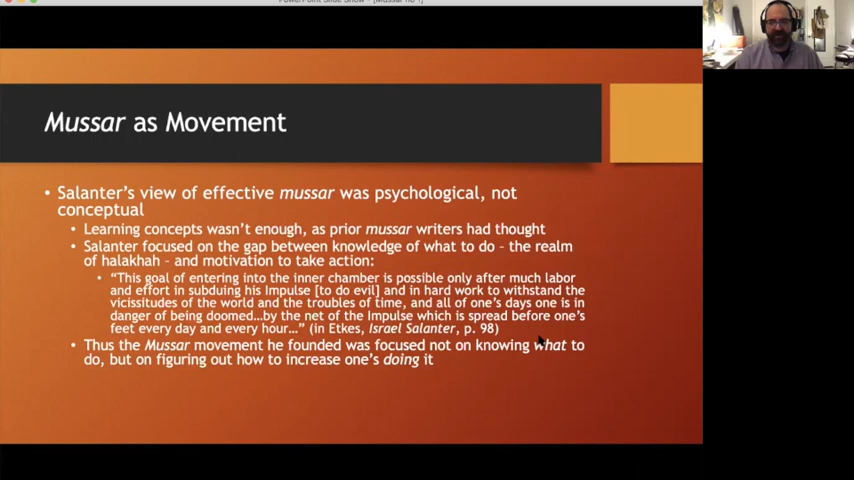 Mussar as Movement
• Salanter's view of effective mussar was psychological, not
conceptual
• Learning concepts wasn't enough, as prior mussar writers had thought
• Salanter focused on the gap between knowledge of what to do – the realm
of halakhah – and motivation to take action:
• "This goal of entering into the inner chamber is possible only after much labor
and effort in subduing his Impulse [to do evil] and in hard work to withstand the
vicissitudes of the world and the troubles of time, and all of one's days one is in
danger of being doomed…by the net of the Impulse which is spread before one's
feet every day and every hour…" (in Etkes, Israel Salanter, p. 98)
• Thus the Mussar movement he founded was focused not on knowing what to
do, but on figuring out how to increase one's doing it